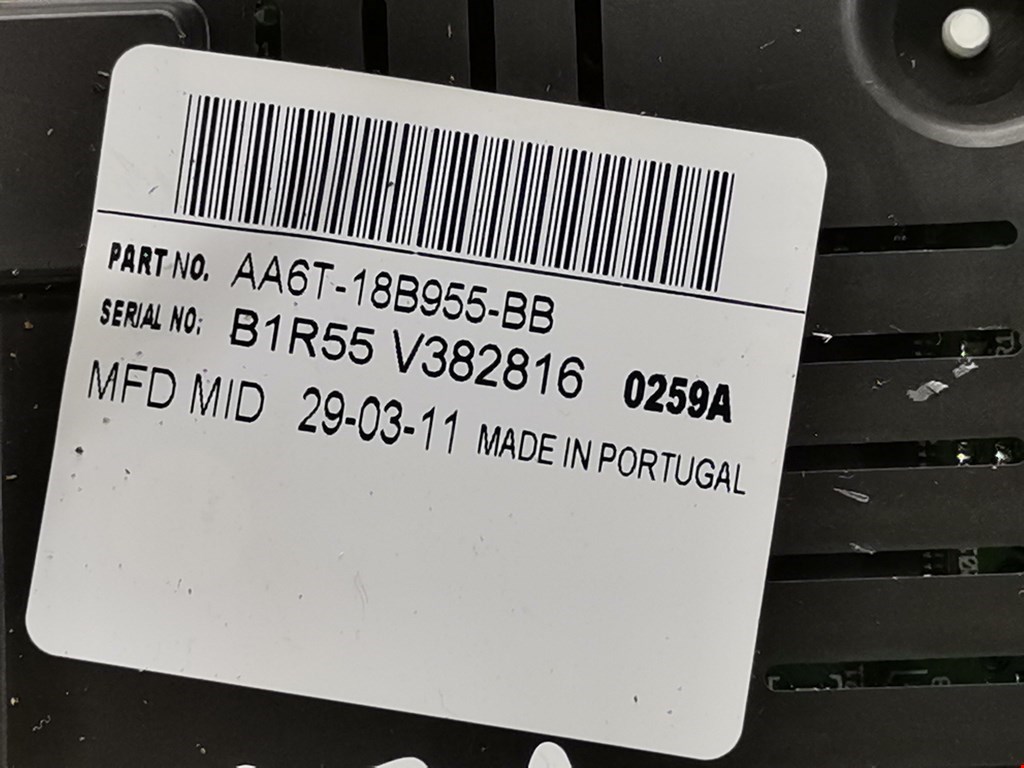 PART NO. AA6T-18B955-BB
SERIAL NO: B1R55 V382816 0259A
MFD MID 29-03-11 MADE IN PORTUGAL